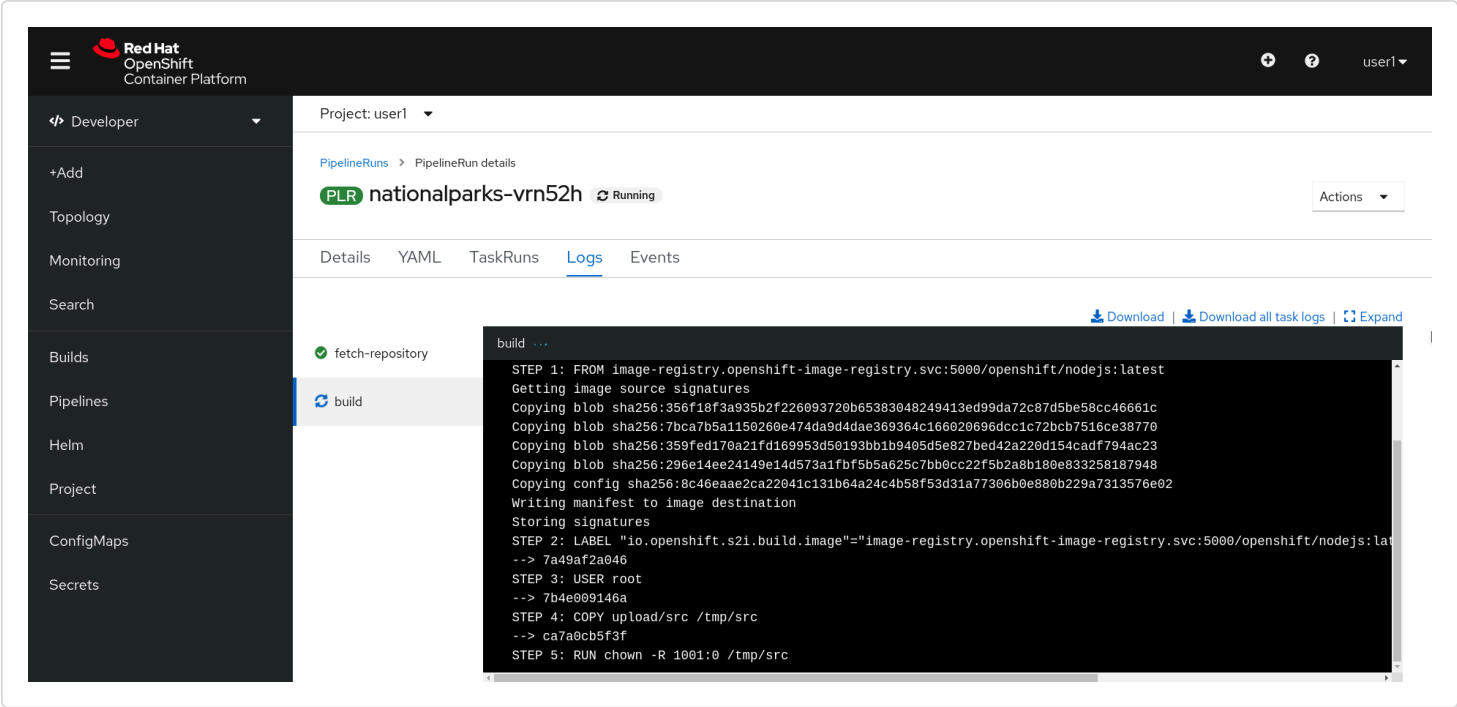 Red Hat
OpenShift
Container Platform
user1
Developer
Project: user1
+Add
Topology
Monitoring
Search
Builds
Pipelines
Helm
Project
ConfigMaps
Secrets
PipelineRuns > PipelineRun details
PLR nationalparks-vrn52h Running
Actions
Details YAML TaskRuns Logs Events
Download | Download all task logs | Expand
fetch-repository
build
build ...
STEP 1: FROM image-registry.openshift-image-registry.svc:5000/openshift/nodejs:latest
Getting image source signatures
Copying blob sha256:356f18f3a935b2f226093720b65383048249413ed99da72c87d5be58cc46661c
Copying blob sha256:7bca7b5a1150260e474da9d4dae369364c166020696dcc1c72bcb7516ce38770
Copying blob sha256:359fed170a21fd169953d50193bb1b9405d5e827bed42a220d154cadf794ac23
Copying blob sha256:296e14ee24149e14d573a1fbf5b5a625c7bb0cc22f5b2a8b180e833258187948
Copying config sha256:8c46eaae2ca22041c131b64a24c4b58f53d31a77306b0e880b229a7313576e02
Writing manifest to image destination
Storing signatures
STEP 2: LABEL "io.openshift.s2i.build.image"="image-registry.openshift-image-registry.svc:5000/openshift/nodejs:lat
--> 7a49af2a046
STEP 3: USER root
--> 7b4e009146a
STEP 4: COPY upload/src /tmp/src
--> ca7a0cb5f3f
STEP 5: RUN chown -R 1001:0 /tmp/src